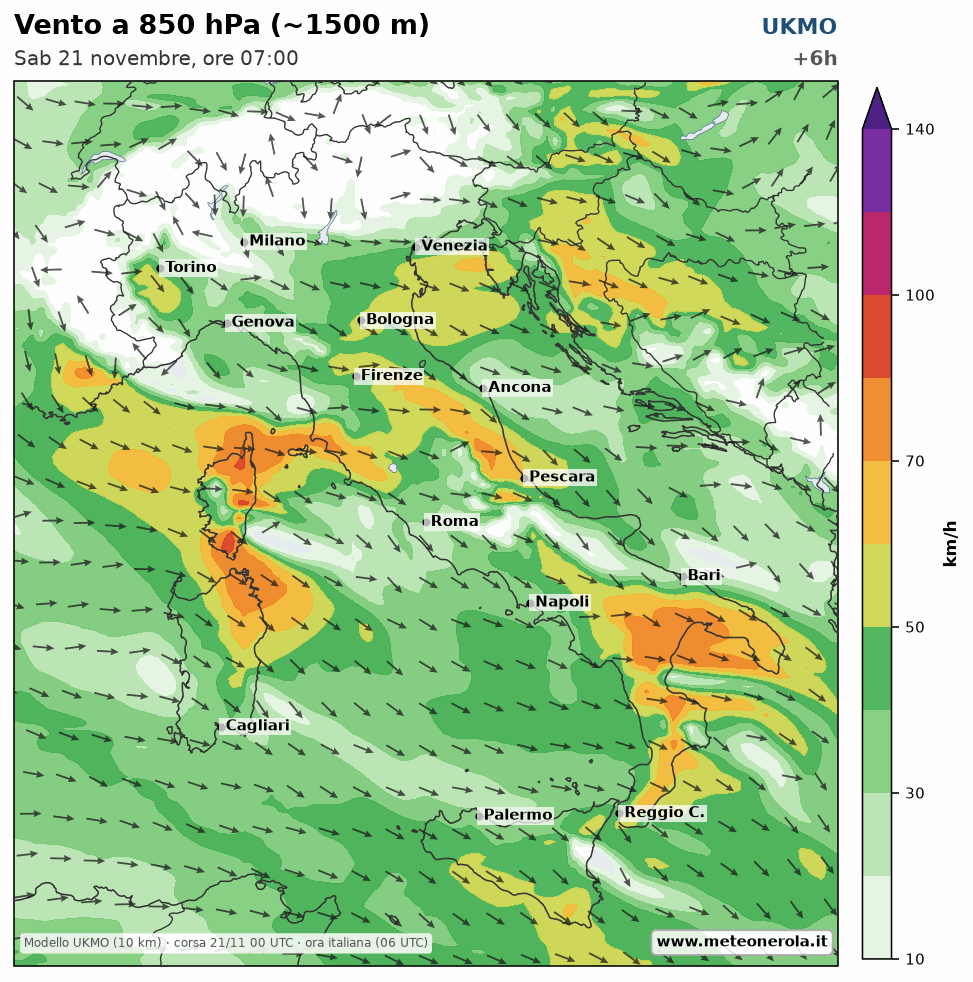 Vento a 850 hPa (~1500 m)
UKMO
Sab 21 novembre, ore 07:00
+6h
140
100
70
50
30
10
km/h
Milano
Venezia
Torino
Genova
Bologna
Firenze
Ancona
Pescara
Roma
Bari
Napoli
Cagliari
Palermo
Reggio C.
Modello UKMO (10 km) · corsa 21/11 00 UTC · ora italiana (06 UTC)
www.meteonerola.it